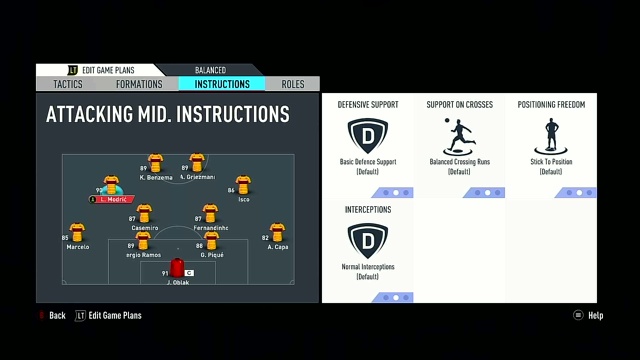 LT EDIT GAME PLANS BALANCED
TACTICS FORMATIONS INSTRUCTIONS ROLES
ATTACKING MID. INSTRUCTIONS
89 K. Benzema
89 A. Griezmann
90 L. Modrić
86 Isco
87 Casemiro
87 Fernandinho
85 Marcelo
89 ergio Ramos
88 G. Piqué
82 A. Capa
91 C
J. Oblak
DEFENSIVE SUPPORT
D
Basic Defence Support
(Default)
SUPPORT ON CROSSES
Balanced Crossing Runs
(Default)
POSITIONING FREEDOM
Stick To Position
(Default)
INTERCEPTIONS
D
Normal Interceptions
(Default)
Back LT Edit Game Plans Help